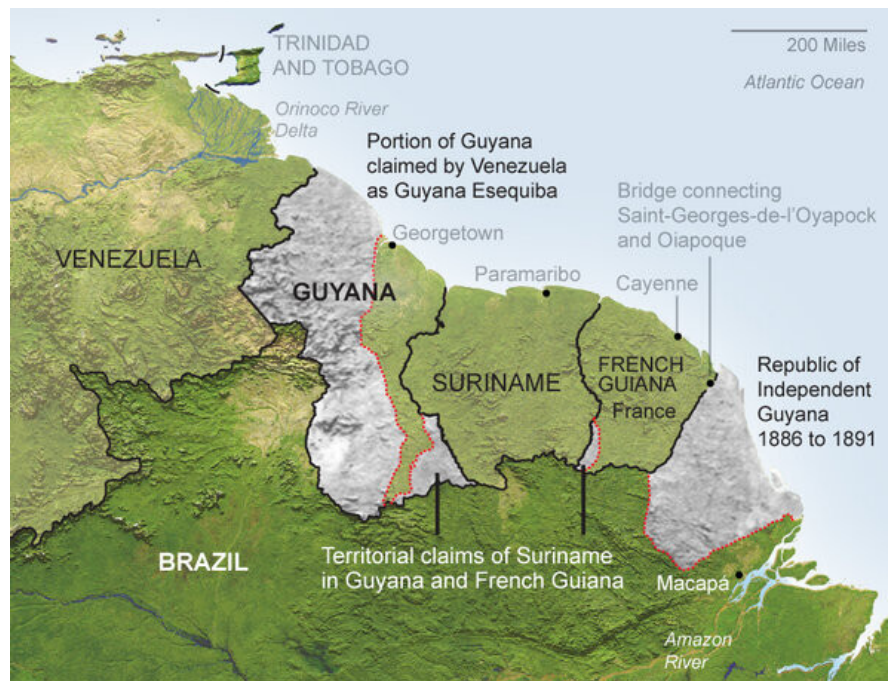 TRINIDAD
AND TOBAGO
200 Miles
Atlantic Ocean
Orinoco River
Delta
Portion of Guyana
claimed by Venezuela
as Guyana Esequiba
Bridge connecting
Saint-Georges-de-l'Oyapock
and Oiapoque
Georgetown
VENEZUELA
Paramaribo
Cayenne
GUYANA
SURINAME
FRENCH
GUIANA
France
Republic of
Independent
Guyana
1886 to 1891
BRAZIL
Territorial claims of Suriname
in Guyana and French Guiana
Macapá
Amazon
River